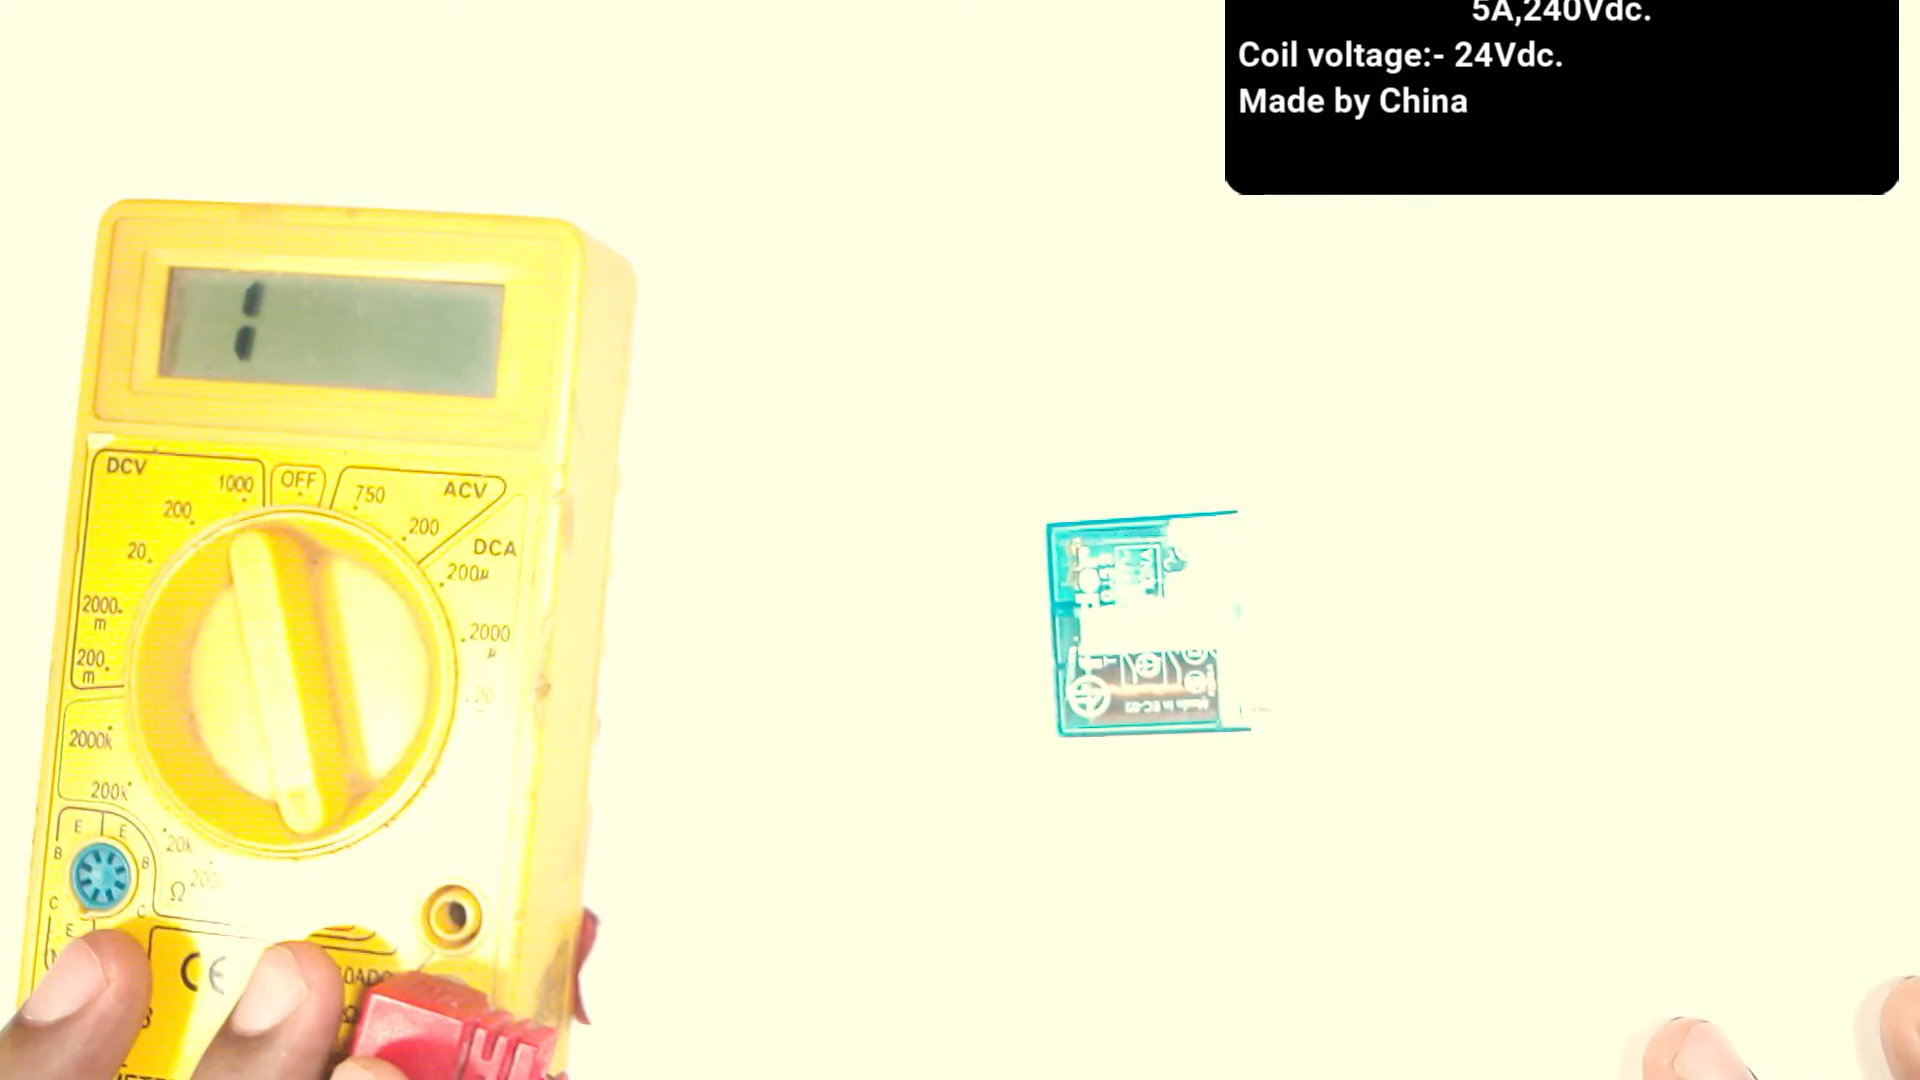 5A,240Vdc.
Coil voltage:- 24Vdc.
Made by China
1
DCV
1000
OFF
750
ACV
200
200
20
DCA
200µ
2000
m
2000
µ
200
m
20
2000k
200k
E E
B B
20k
Ω 200
C C
E
CE
10ADC
Ω